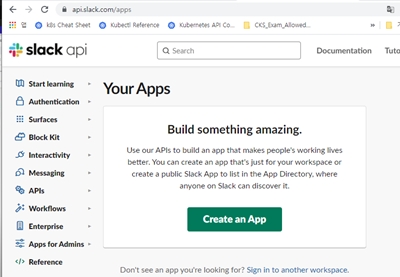 api.slack.com/apps
k8s Cheat Sheet
Kubectl Reference
Kubernetes API Co...
CKS_Exam_Allowed...
slack api
Search
Documentation
Start learning
Authentication
Surfaces
Block Kit
Interactivity
Messaging
APIs
Workflows
Enterprise
Apps for Admins
Reference
Your Apps
Build something amazing.
Use our APIs to build an app that makes people's working lives
better. You can create an app that's just for your workspace or
create a public Slack App to list in the App Directory, where
anyone on Slack can discover it.
Create an App
Don't see an app you're looking for? Sign in to another workspace.